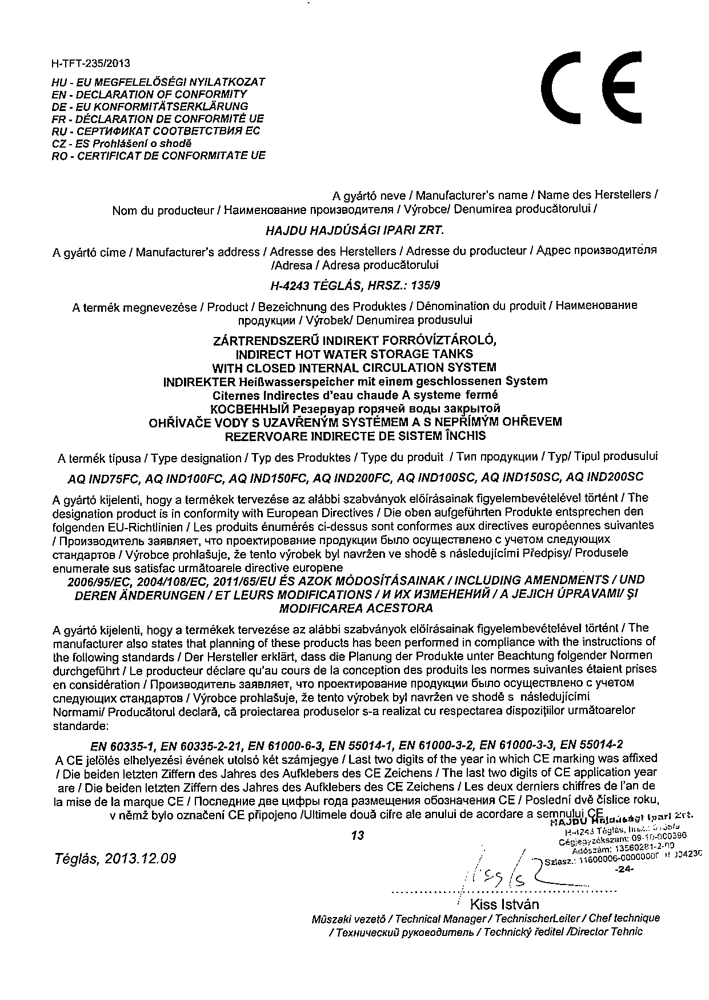 H-TFT-235/2013
CE
HU - EU MEGFELELŐSÉGI NYILATKOZAT
EN - DECLARATION OF CONFORMITY
DE - EU KONFORMITÄTSERKLÄRUNG
FR - DÉCLARATION DE CONFORMITÉ UE
RU - СЕРТИФИКАТ СООТВЕТСТВИЯ ЕС
CZ - ES Prohlášení o shodě
RO - CERTIFICAT DE CONFORMITATE UE
A gyártó neve / Manufacturer's name / Name des Herstellers /
Nom du producteur / Наименование производителя / Výrobce/ Denumirea producătorului /
HAJDU HAJDÚSÁGI IPARI ZRT.
A gyártó címe / Manufacturer's address / Adresse des Herstellers / Adresse du producteur / Адрес производителя
/Adresa / Adresa producătorului
H-4243 TÉGLÁS, HRSZ.: 135/9
A termék megnevezése / Product / Bezeichnung des Produktes / Dénomination du produit / Наименование
продукции / Výrobek/ Denumirea produsului
ZÁRTRENDSZERŰ INDIREKT FORRÓVÍZTÁROLÓ,
INDIRECT HOT WATER STORAGE TANKS
WITH CLOSED INTERNAL CIRCULATION SYSTEM
INDIREKTER Heißwasserspeicher mit einem geschlossenen System
Citernes Indirectes d'eau chaude A systeme fermé
КОСВЕННЫЙ Резервуар горячей воды закрытой
OHŘÍVAČE VODY S UZAVŘENÝM SYSTÉMEM A S NEPŘÍMÝM OHŘEVEM
REZERVOARE INDIRECTE DE SISTEM ÎNCHIS
A termék típusa / Type designation / Typ des Produktes / Type du produit / Тип продукции / Typ/ Tipul produsului
AQ IND75FC, AQ IND100FC, AQ IND150FC, AQ IND200FC, AQ IND100SC, AQ IND150SC, AQ IND200SC
A gyártó kijelenti, hogy a termékek tervezése az alábbi szabványok előírásainak figyelembevételével történt / The
designation product is in conformity with European Directives / Die oben aufgeführten Produkte entsprechen den
folgenden EU-Richtlinien / Les produits énumérés ci-dessus sont conformes aux directives européennes suivantes
/ Производитель заявляет, что проектирование продукции было осуществлено с учетом следующих
стандартов / Výrobce prohlašuje, že tento výrobek byl navržen ve shodě s následujícími Předpisy/ Produsele
enumerate sus satisfac următoarele directive europene
2006/95/EC, 2004/108/EC, 2011/65/EU ÉS AZOK MÓDOSÍTÁSAINAK / INCLUDING AMENDMENTS / UND
DEREN ÄNDERUNGEN / ET LEURS MODIFICATIONS / И ИХ ИЗМЕНЕНИЙ / A JEJICH ÚPRAVAMI/ ŞI
MODIFICAREA ACESTORA
A gyártó kijelenti, hogy a termékek tervezése az alábbi szabványok előírásainak figyelembevételével történt / The
manufacturer also states that planning of these products has been performed in compliance with the instructions of
the following standards / Der Hersteller erklärt, dass die Planung der Produkte unter Beachtung folgender Normen
durchgeführt / Le producteur déclare qu'au cours de la conception des produits les normes suivantes étaient prises
en considération / Производитель заявляет, что проектирование продукции было осуществлено с учетом
следующих стандартов / Výrobce prohlašuje, že tento výrobek byl navržen ve shodě s následujícími
Normami/ Producătorul declară, că proiectarea produselor s-a realizat cu respectarea dispozițiilor următoarelor
standarde:
EN 60335-1, EN 60335-2-21, EN 61000-6-3, EN 55014-1, EN 61000-3-2, EN 61000-3-3, EN 55014-2
A CE jelölés elhelyezési évének utolsó két számjegye / Last two digits of the year in which CE marking was affixed
/ Die beiden letzten Ziffern des Jahres des Aufklebers des CE Zeichens / The last two digits of CE application year
are / Die beiden letzten Ziffern des Jahres des Aufklebers des CE Zeichens / Les deux derniers chiffres de l'an de
la mise de la marque CE / Последние две цифры года размещения обозначения CE / Poslední dvě číslice roku,
v němž bylo označení CE připojeno /Ultimele două cifre ale anului de acordare a semnului CE
HAJDU Hajdúsági Ipari Zrt.
H-4243 Téglás,
13
Cégjegyzékszám: 09-10-000390
Adószám: 13560281-2-09
Szlasz.: 11600006-00000000
-24-
Téglás, 2013.12.09
Kiss István
Műszaki vezető / Technical Manager / TechnischerLeiter / Chef technique
/ Технический руководитель / Technický ředitel /Director Tehnic